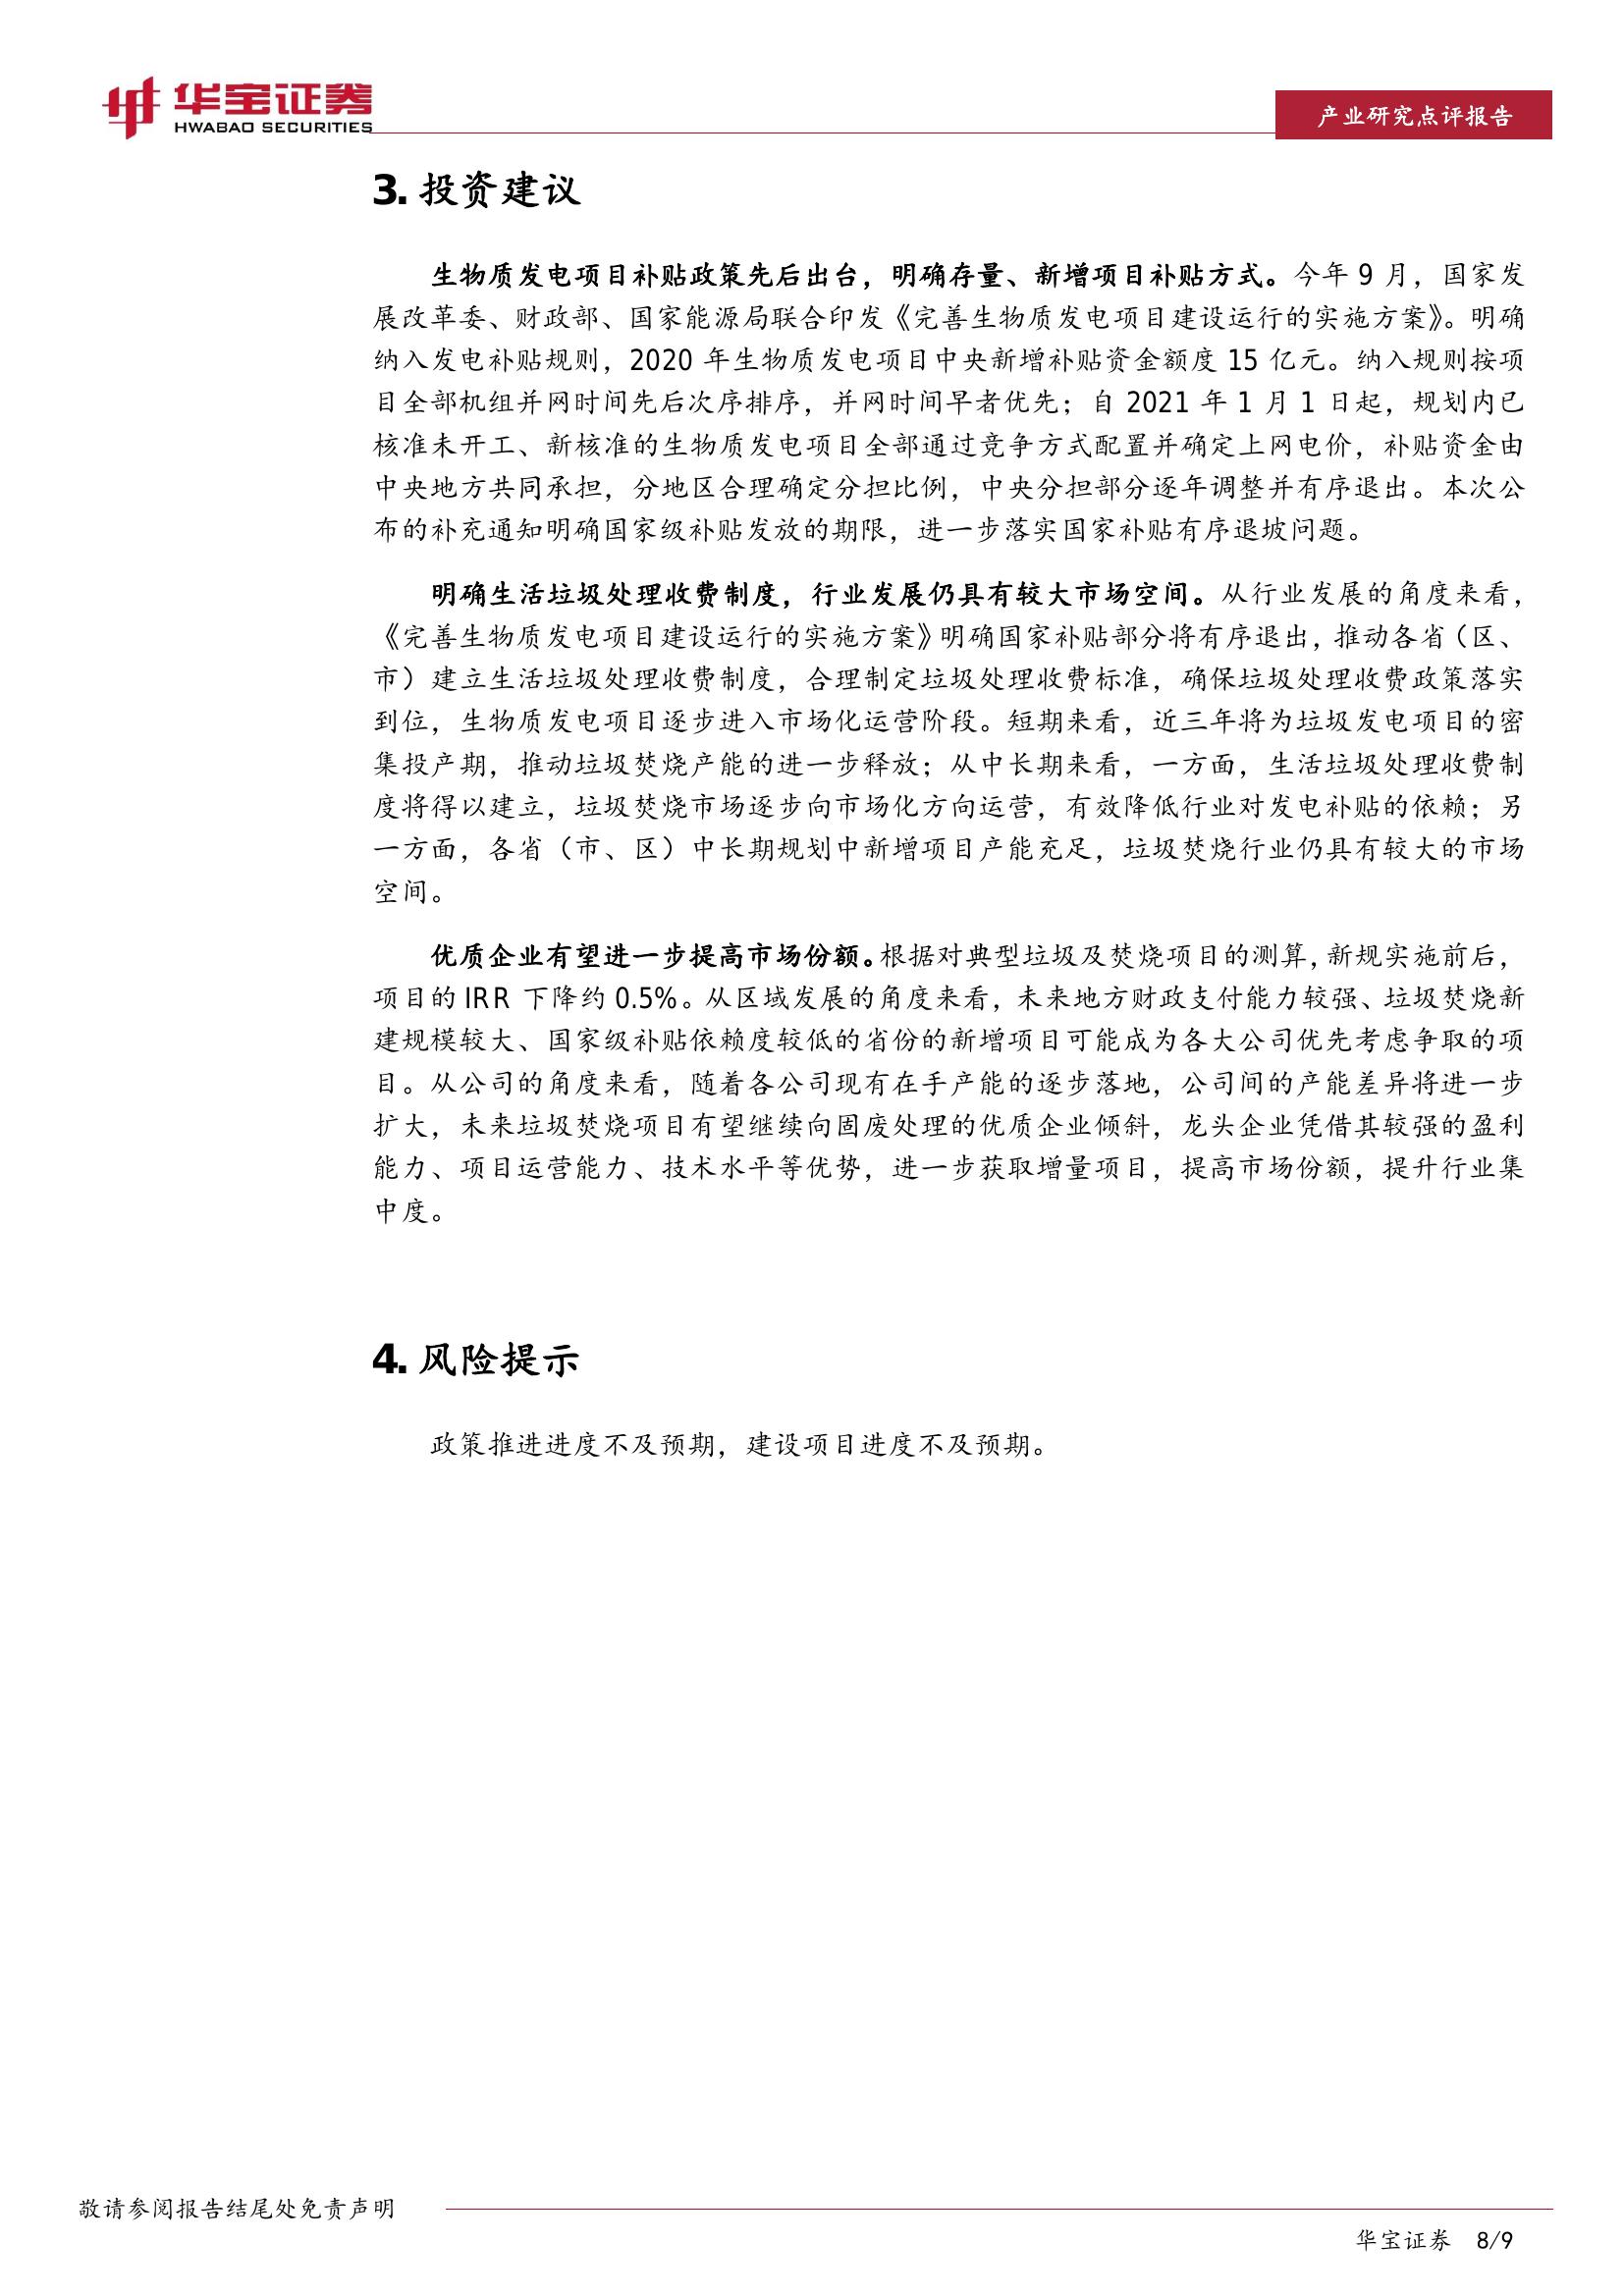 华宝证券
HWABAO SECURITIES
产业研究点评报告
3. 投资建议
生物质发电项目补贴政策先后出台，明确存量、新增项目补贴方式。今年 9 月，国家发
展改革委、财政部、国家能源局联合印发《完善生物质发电项目建设运行的实施方案》。明确
纳入发电补贴规则，2020 年生物质发电项目中央新增补贴资金额度 15 亿元。纳入规则按项
目全部机组并网时间先后次序排序，并网时间早者优先；自 2021 年 1 月 1 日起，规划内已
核准未开工、新核准的生物质发电项目全部通过竞争方式配置并确定上网电价，补贴资金由
中央地方共同承担，分地区合理确定分担比例，中央分担部分逐年调整并有序退出。本次公
布的补充通知明确国家级补贴发放的期限，进一步落实国家补贴有序退坡问题。
明确生活垃圾处理收费制度，行业发展仍具有较大市场空间。从行业发展的角度来看，
《完善生物质发电项目建设运行的实施方案》明确国家补贴部分将有序退出，推动各省（区、
市）建立生活垃圾处理收费制度，合理制定垃圾处理收费标准，确保垃圾处理收费政策落实
到位，生物质发电项目逐步进入市场化运营阶段。短期来看，近三年将为垃圾发电项目的密
集投产期，推动垃圾焚烧产能的进一步释放；从中长期来看，一方面，生活垃圾处理收费制
度将得以建立，垃圾焚烧市场逐步向市场化方向运营，有效降低行业对发电补贴的依赖；另
一方面，各省（市、区）中长期规划中新增项目产能充足，垃圾焚烧行业仍具有较大的市场
空间。
优质企业有望进一步提高市场份额。根据对典型垃圾及焚烧项目的测算，新规实施前后，
项目的 IRR 下降约 0.5%。从区域发展的角度来看，未来地方财政支付能力较强、垃圾焚烧新
建规模较大、国家级补贴依赖度较低的省份的新增项目可能成为各大公司优先考虑争取的项
目。从公司的角度来看，随着各公司现有在手产能的逐步落地，公司间的产能差异将进一步
扩大，未来垃圾焚烧项目有望继续向固废处理的优质企业倾斜，龙头企业凭借其较强的盈利
能力、项目运营能力、技术水平等优势，进一步获取增量项目，提高市场份额，提升行业集
中度。
4. 风险提示
政策推进进度不及预期，建设项目进度不及预期。
敬请参阅报告结尾处免责声明
华宝证券 8/9